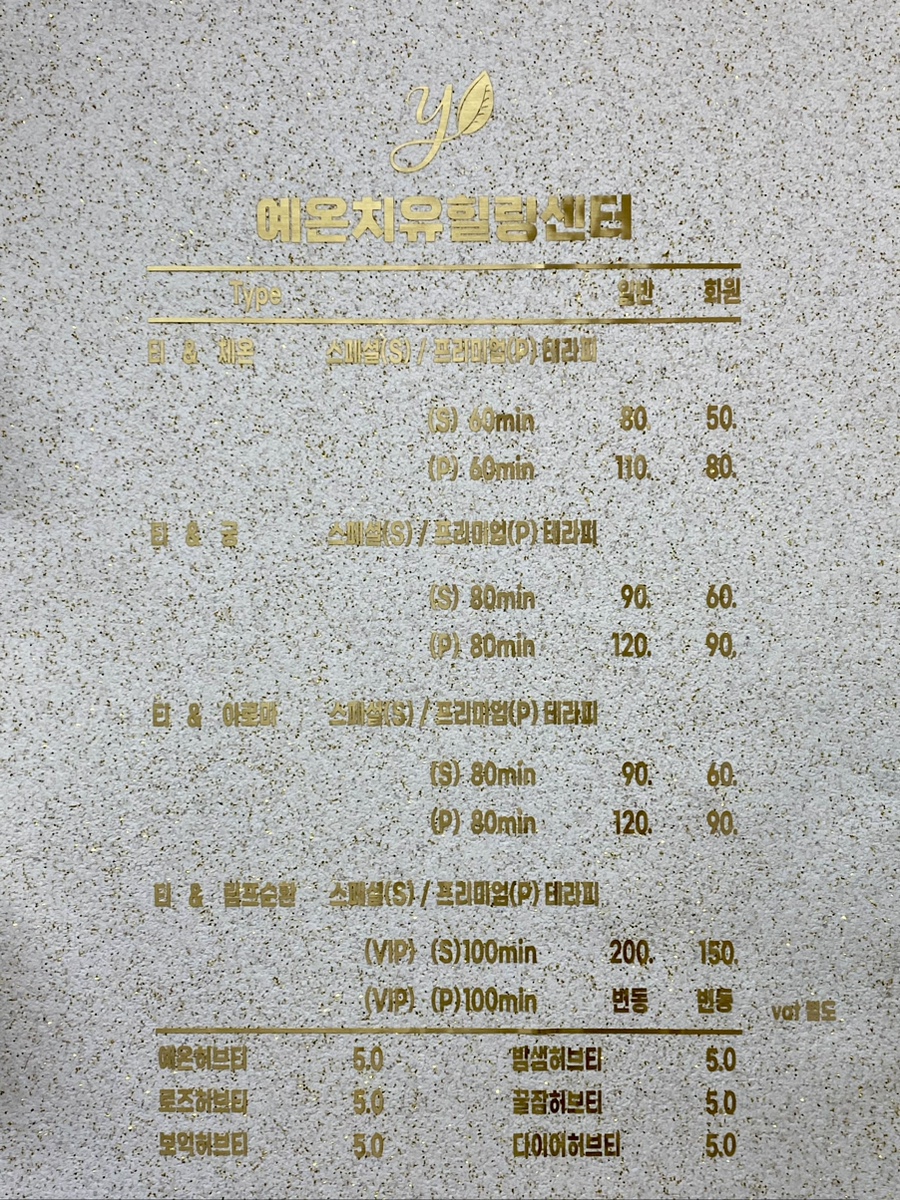 y
예온치유힐링센터
Type 일반 회원
티 & 체온 스페셜(S) / 프리미엄(P) 테라피
(S) 60min 80. 50.
(P) 60min 110. 80.
티 & 굼 스페셜(S) / 프리미엄(P) 테라피
(S) 80min 90. 60.
(P) 80min 120. 90.
티 & 아로마 스페셜(S) / 프리미엄(P) 테라피
(S) 80min 90. 60.
(P) 80min 120. 90.
티 & 림프순환 스페셜(S) / 프리미엄(P) 테라피
(VIP) (S)100min 200. 150.
(VIP) (P)100min 변동 변동
vat 별도
예온허브티 5.0 밤샘허브티 5.0
로즈허브티 5.0 꿀잠허브티 5.0
보억허브티 5.0 다이어허브티 5.0